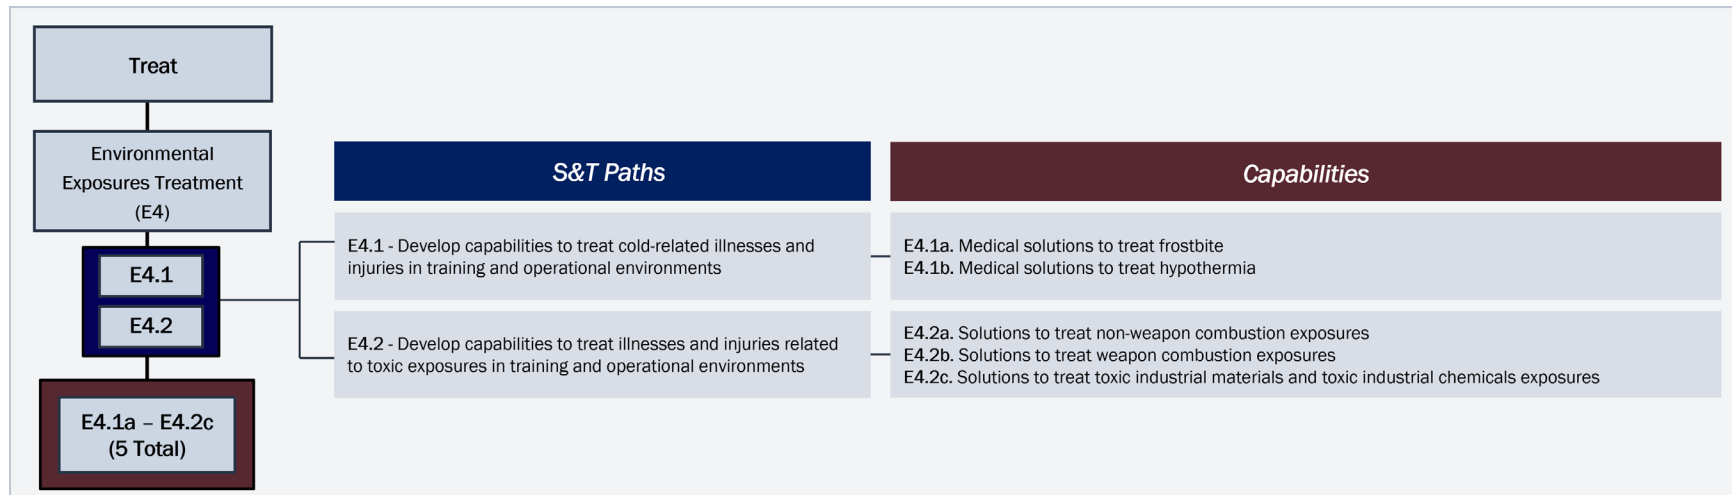 Treat
Environmental
Exposures Treatment
(E4)
E4.1
E4.2
E4.1a – E4.2c
(5 Total)
S&T Paths
Capabilities
E4.1 - Develop capabilities to treat cold-related illnesses and
injuries in training and operational environments
E4.1a. Medical solutions to treat frostbite
E4.1b. Medical solutions to treat hypothermia
E4.2 - Develop capabilities to treat illnesses and injuries related
to toxic exposures in training and operational environments
E4.2a. Solutions to treat non-weapon combustion exposures
E4.2b. Solutions to treat weapon combustion exposures
E4.2c. Solutions to treat toxic industrial materials and toxic industrial chemicals exposures